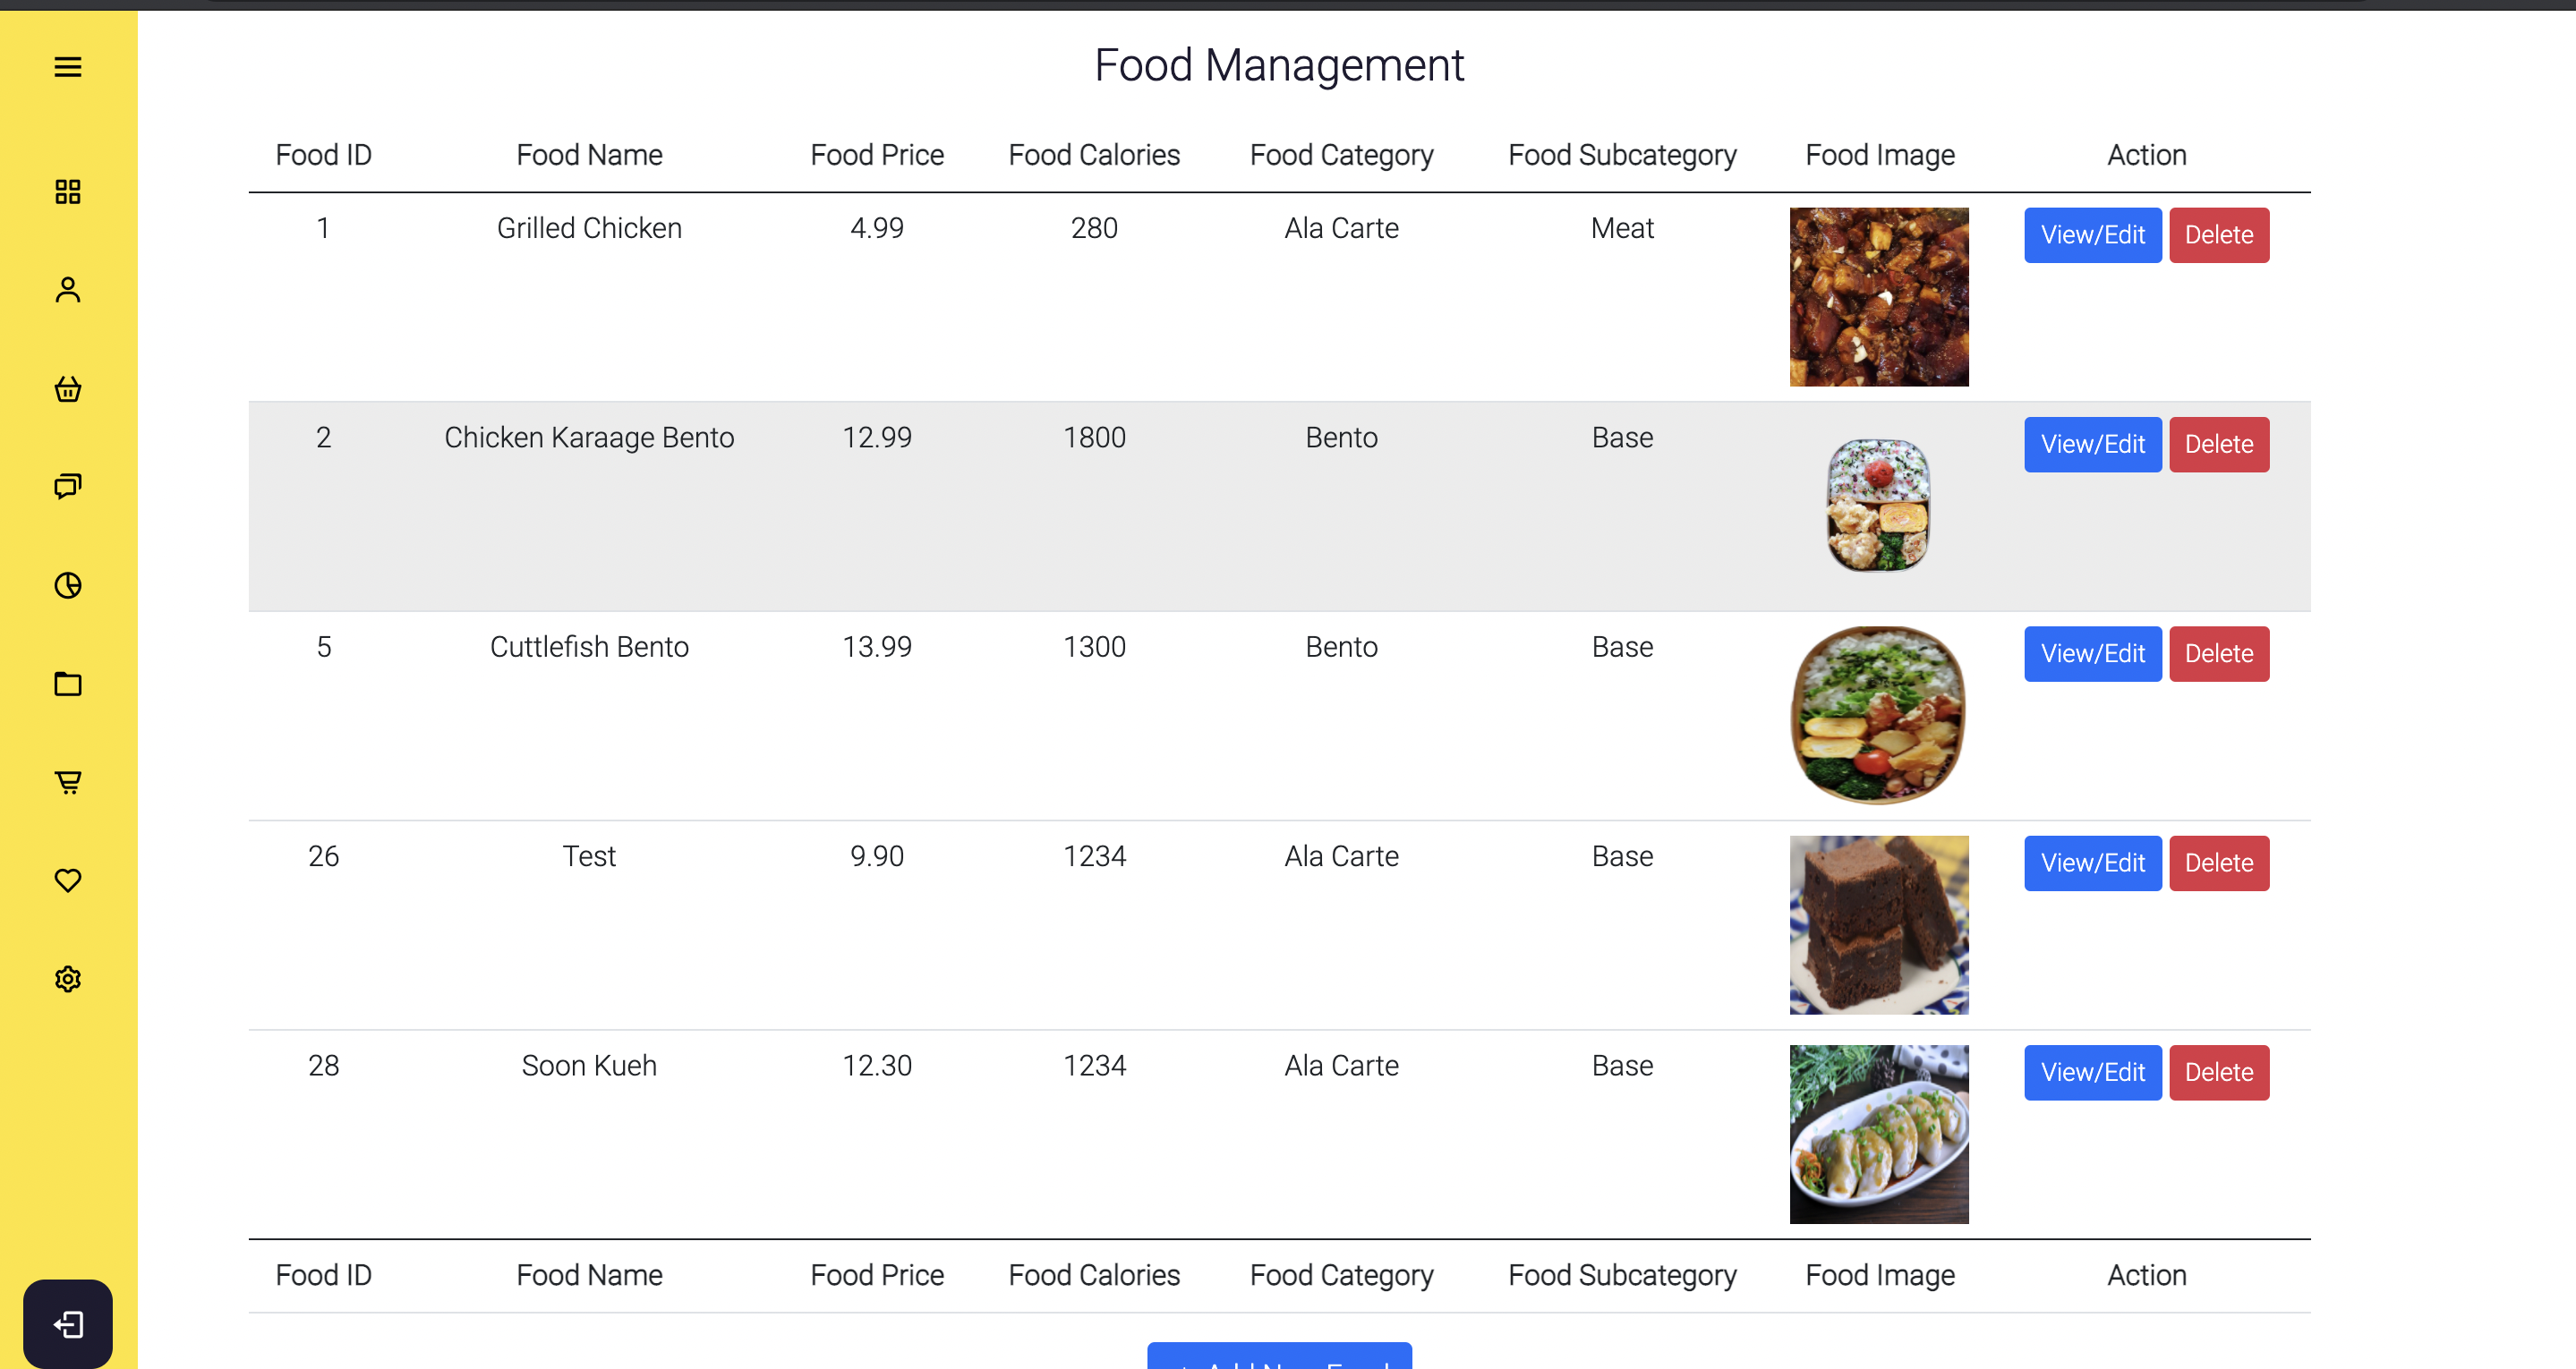 Food Management
Food ID Food Name Food Price Food Calories Food Category Food Subcategory Food Image Action
1 Grilled Chicken 4.99 280 Ala Carte Meat View/Edit Delete
2 Chicken Karaage Bento 12.99 1800 Bento Base View/Edit Delete
5 Cuttlefish Bento 13.99 1300 Bento Base View/Edit Delete
26 Test 9.90 1234 Ala Carte Base View/Edit Delete
28 Soon Kueh 12.30 1234 Ala Carte Base View/Edit Delete
Food ID Food Name Food Price Food Calories Food Category Food Subcategory Food Image Action
+ Add New Food